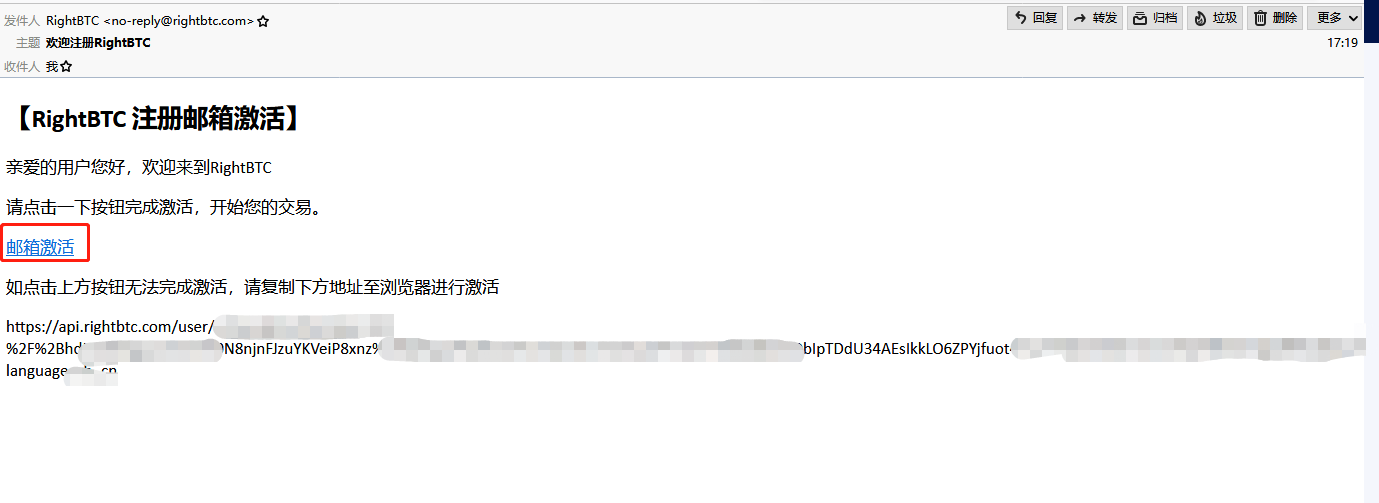 发件人 RightBTC <no-reply@rightbtc.com>
回复 转发 归档 垃圾 删除 更多
主题 欢迎注册RightBTC
17:19
收件人 我
【RightBTC 注册邮箱激活】
亲爱的用户您好，欢迎来到RightBTC
请点击一下按钮完成激活，开始您的交易。
邮箱激活
如点击上方按钮无法完成激活，请复制下方地址至浏览器进行激活
https://api.rightbtc.com/user/
%2F%2Bhd N8njnFJzuYKVeiP8xnz% bIpTDdU34AEsIkkLO6ZPYjfuot
language